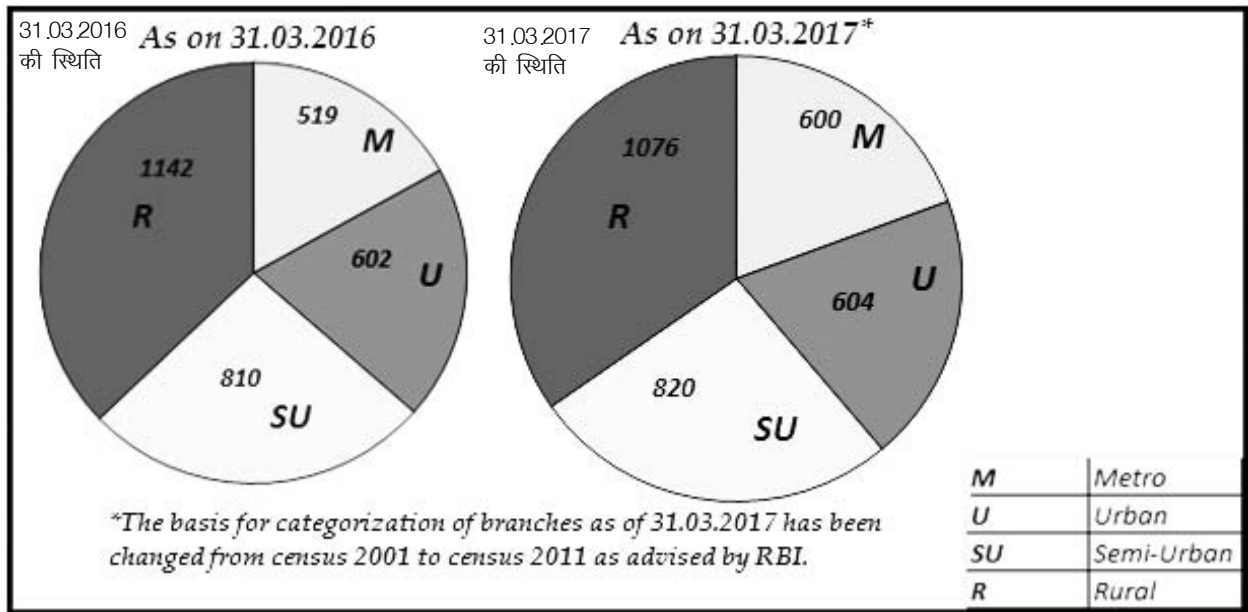 31.03.2016
की स्थिति
As on 31.03.2016
519
M
1142
R
602
U
810
SU
31.03.2017
की स्थिति
As on 31.03.2017*
600
M
1076
R
U
604
820
SU
*The basis for categorization of branches as of 31.03.2017 has been
changed from census 2001 to census 2011 as advised by RBI.
M Metro
U Urban
SU Semi-Urban
R Rural